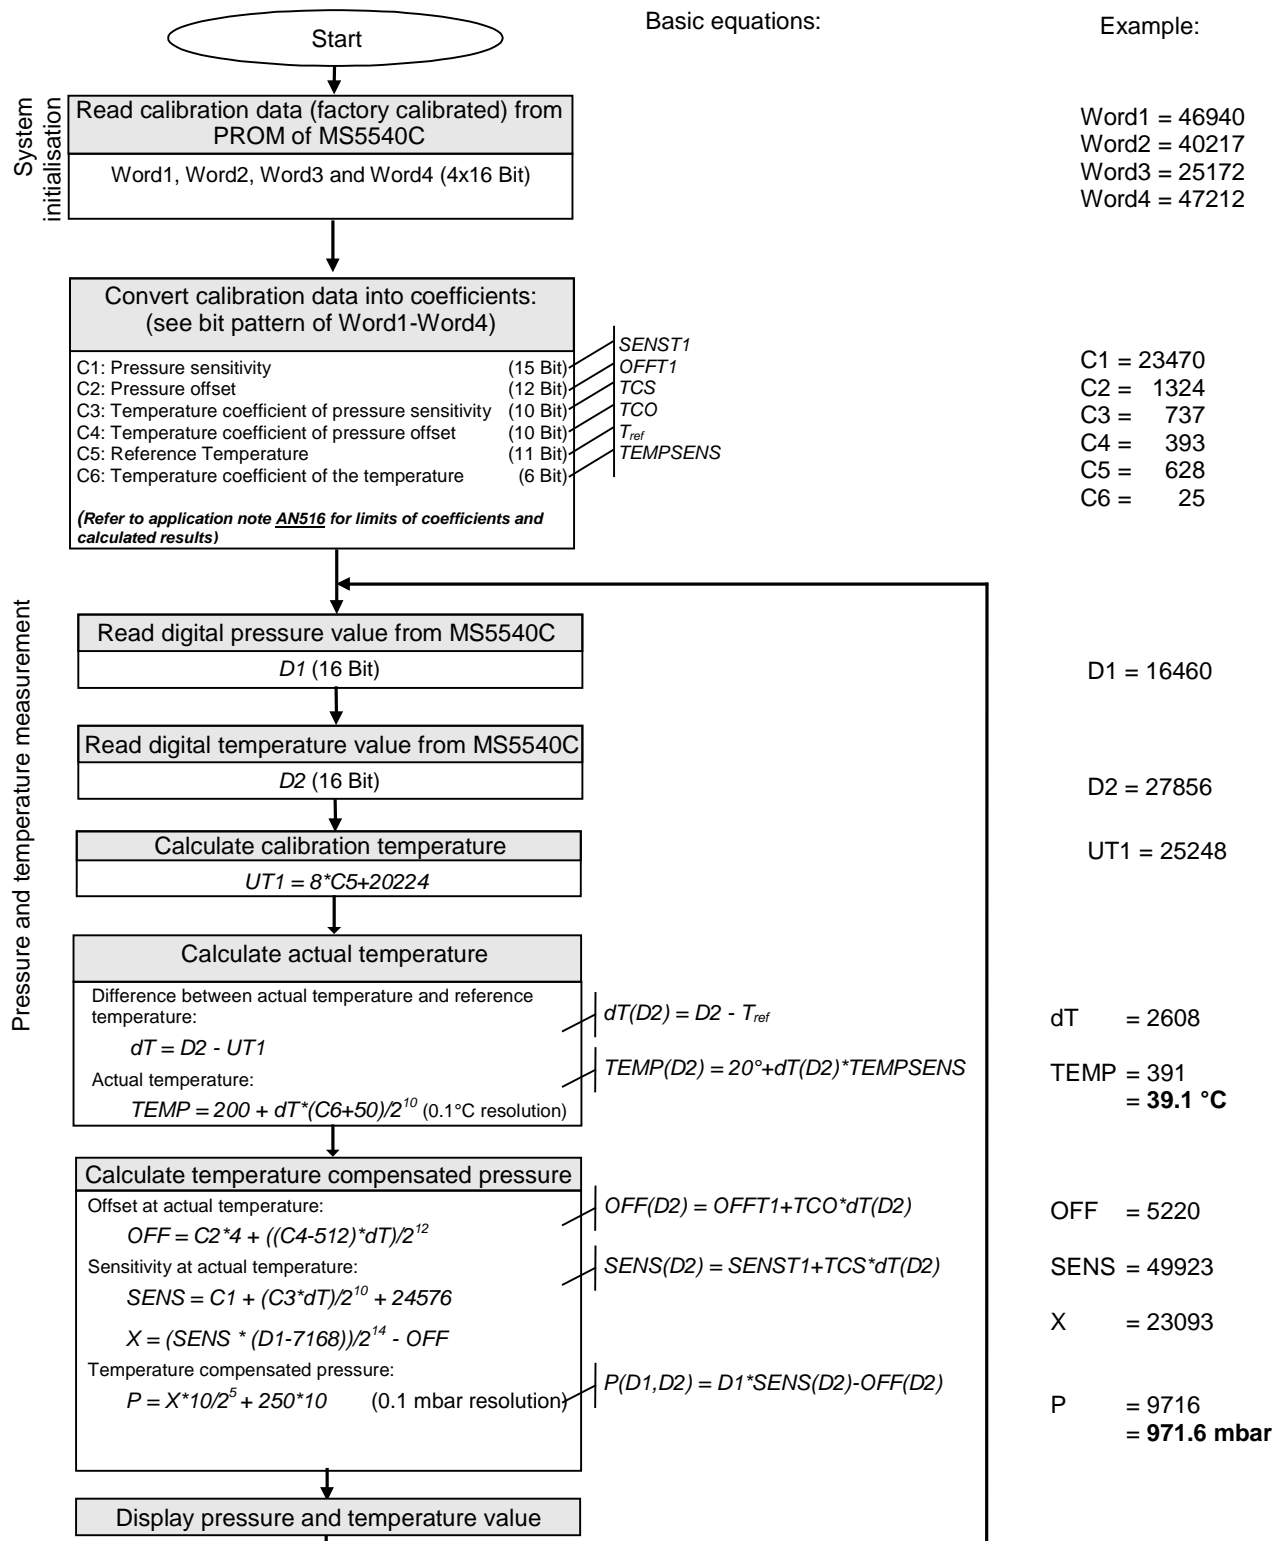 Basic equations:
Example:
Start
System
initialisation
Read calibration data (factory calibrated) from
PROM of MS5540C
Word1, Word2, Word3 and Word4 (4x16 Bit)
Word1 = 46940
Word2 = 40217
Word3 = 25172
Word4 = 47212
Convert calibration data into coefficients:
(see bit pattern of Word1-Word4)
C1: Pressure sensitivity (15 Bit) SENST1
C2: Pressure offset (12 Bit) OFFT1
C3: Temperature coefficient of pressure sensitivity (10 Bit) TCS
C4: Temperature coefficient of pressure offset (10 Bit) TCO
C5: Reference Temperature (11 Bit) Tref
C6: Temperature coefficient of the temperature (6 Bit) TEMPSENS
(Refer to application note AN516 for limits of coefficients and
calculated results)
C1 = 23470
C2 = 1324
C3 = 737
C4 = 393
C5 = 628
C6 = 25
Pressure and temperature measurement
Read digital pressure value from MS5540C
D1 (16 Bit)
D1 = 16460
Read digital temperature value from MS5540C
D2 (16 Bit)
D2 = 27856
Calculate calibration temperature
UT1 = 8*C5+20224
UT1 = 25248
Calculate actual temperature
Difference between actual temperature and reference
temperature:
dT = D2 - UT1
dT(D2) = D2 - Tref
dT = 2608
Actual temperature:
TEMP = 200 + dT*(C6+50)/2¹⁰ (0.1°C resolution)
TEMP(D2) = 20°+dT(D2)*TEMPSENS
TEMP = 391
= 39.1 °C
Calculate temperature compensated pressure
Offset at actual temperature:
OFF = C2*4 + ((C4-512)*dT)/2¹²
OFF(D2) = OFFT1+TCO*dT(D2)
OFF = 5220
Sensitivity at actual temperature:
SENS = C1 + (C3*dT)/2¹⁰ + 24576
SENS(D2) = SENST1+TCS*dT(D2)
SENS = 49923
X = (SENS * (D1-7168))/2¹⁴ - OFF
X = 23093
Temperature compensated pressure:
P = X*10/2⁵ + 250*10 (0.1 mbar resolution)
P(D1,D2) = D1*SENS(D2)-OFF(D2)
P = 9716
= 971.6 mbar
Display pressure and temperature value